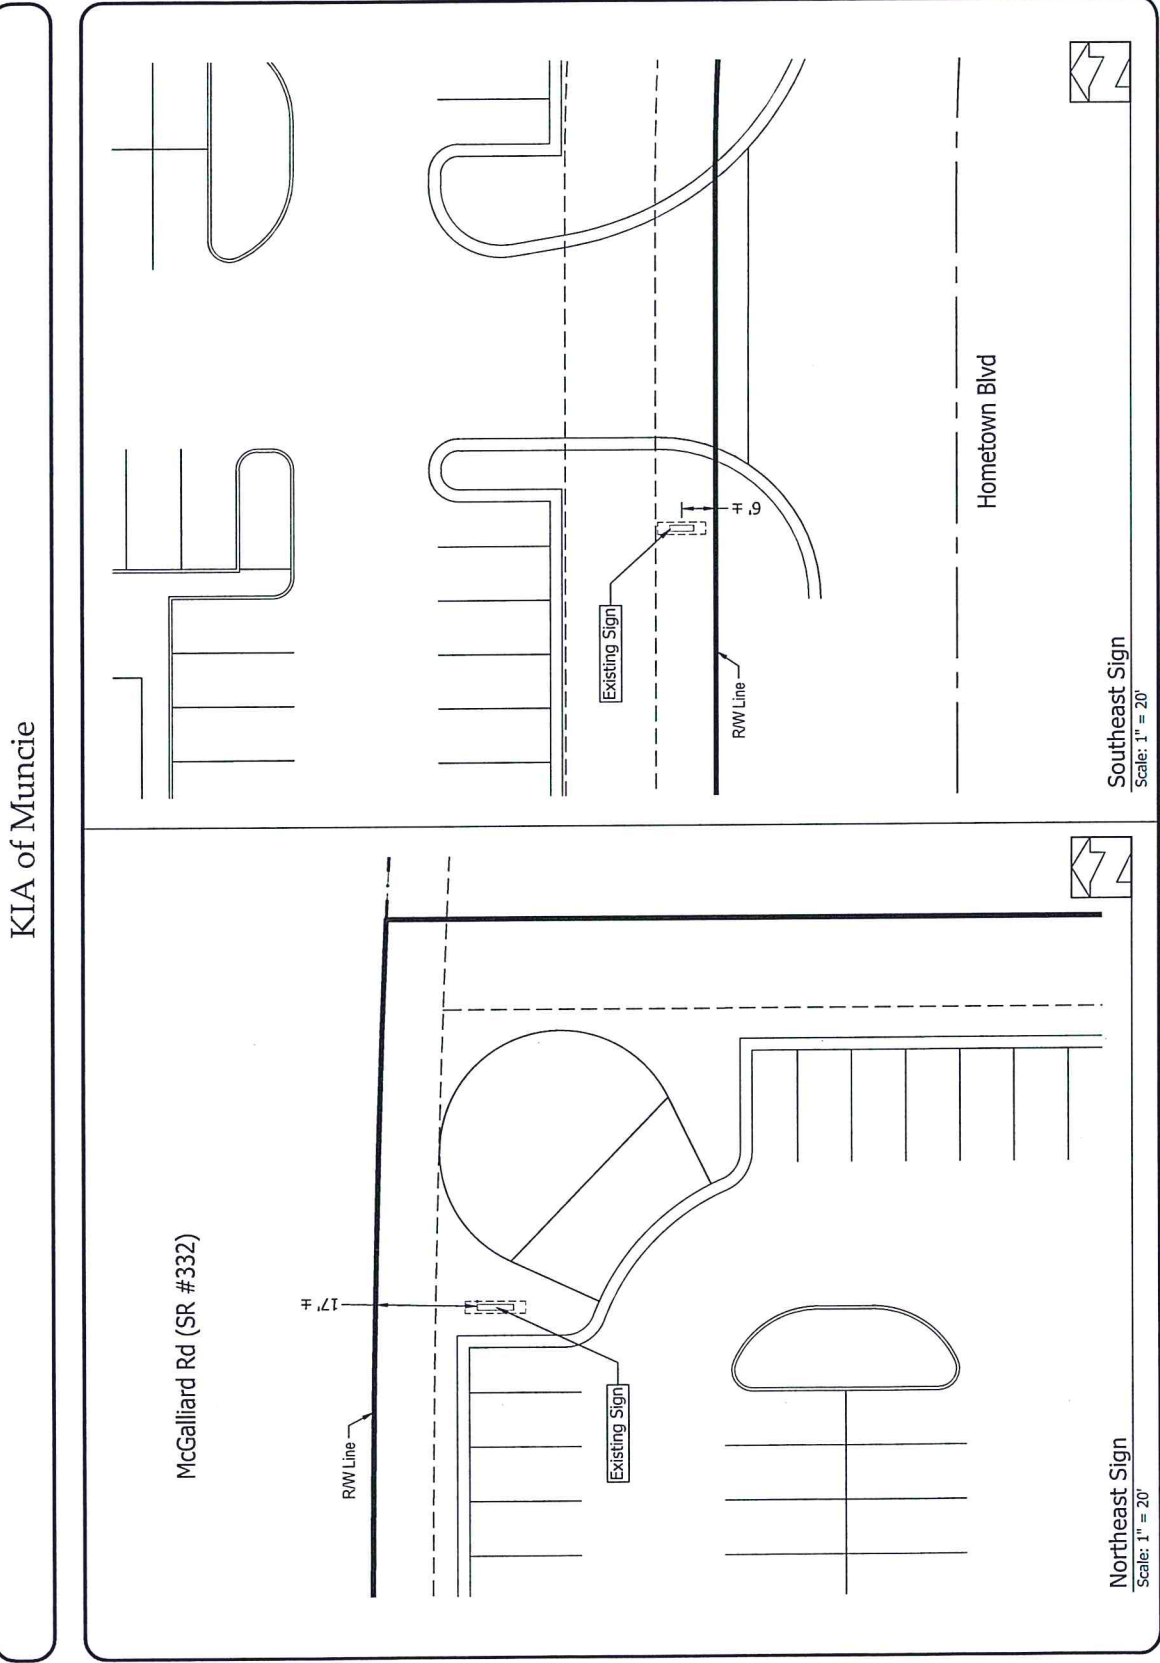 KIA of Muncie
McGalliard Rd (SR #332)
R/W Line
17' ±
Existing Sign
Northeast Sign
Scale: 1" = 20'
N
Existing Sign
R/W Line
6' ±
Hometown Blvd
Southeast Sign
Scale: 1" = 20'
N